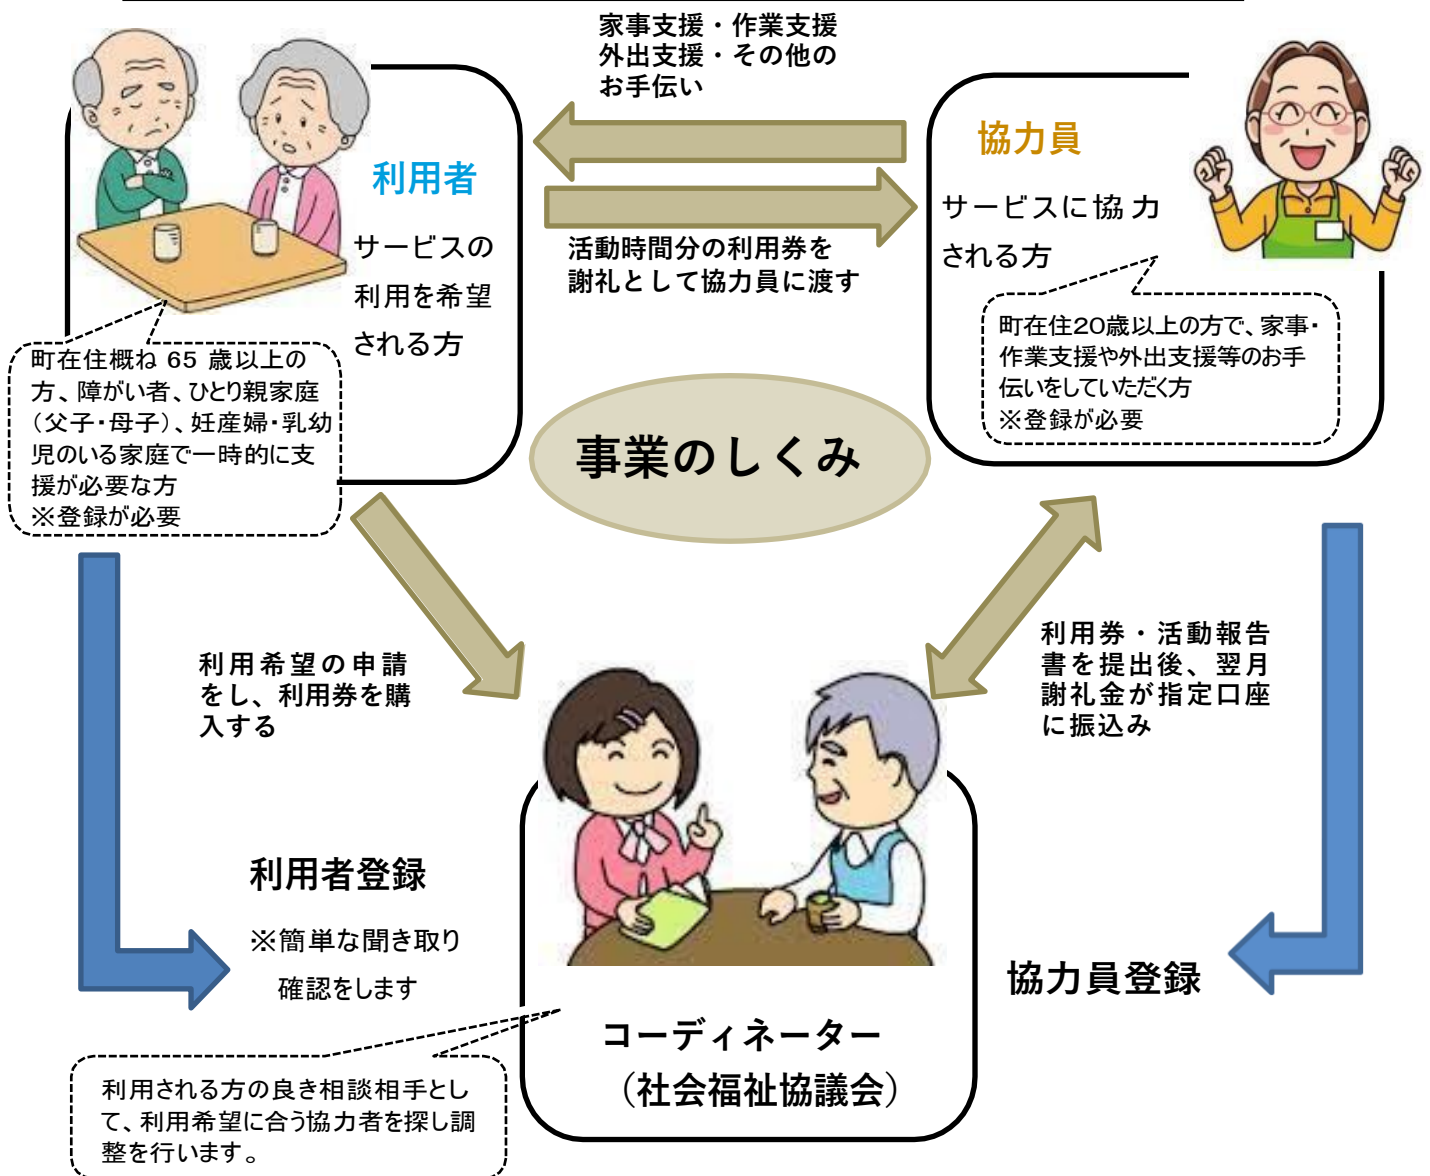 家事支援・作業支援
外出支援・その他の
お手伝い
利用者
サービスの
利用を希望
される方
協力員
サービスに協力
される方
活動時間分の利用券を
謝礼として協力員に渡す
町在住概ね 65 歳以上の
方、障がい者、ひとり親家庭
（父子・母子）、妊産婦・乳幼
児のいる家庭で一時的に支
援が必要な方
※登録が必要
町在住20歳以上の方で、家事・
作業支援や外出支援等のお手
伝いをしていただく方
※登録が必要
事業のしくみ
利用希望の申請
をし、利用券を購
入する
利用券・活動報告
書を提出後、翌月
謝礼金が指定口座
に振込み
利用者登録
※簡単な聞き取り
確認をします
協力員登録
コーディネーター
（社会福祉協議会）
利用される方の良き相談相手とし
て、利用希望に合う協力者を探し調
整を行います。